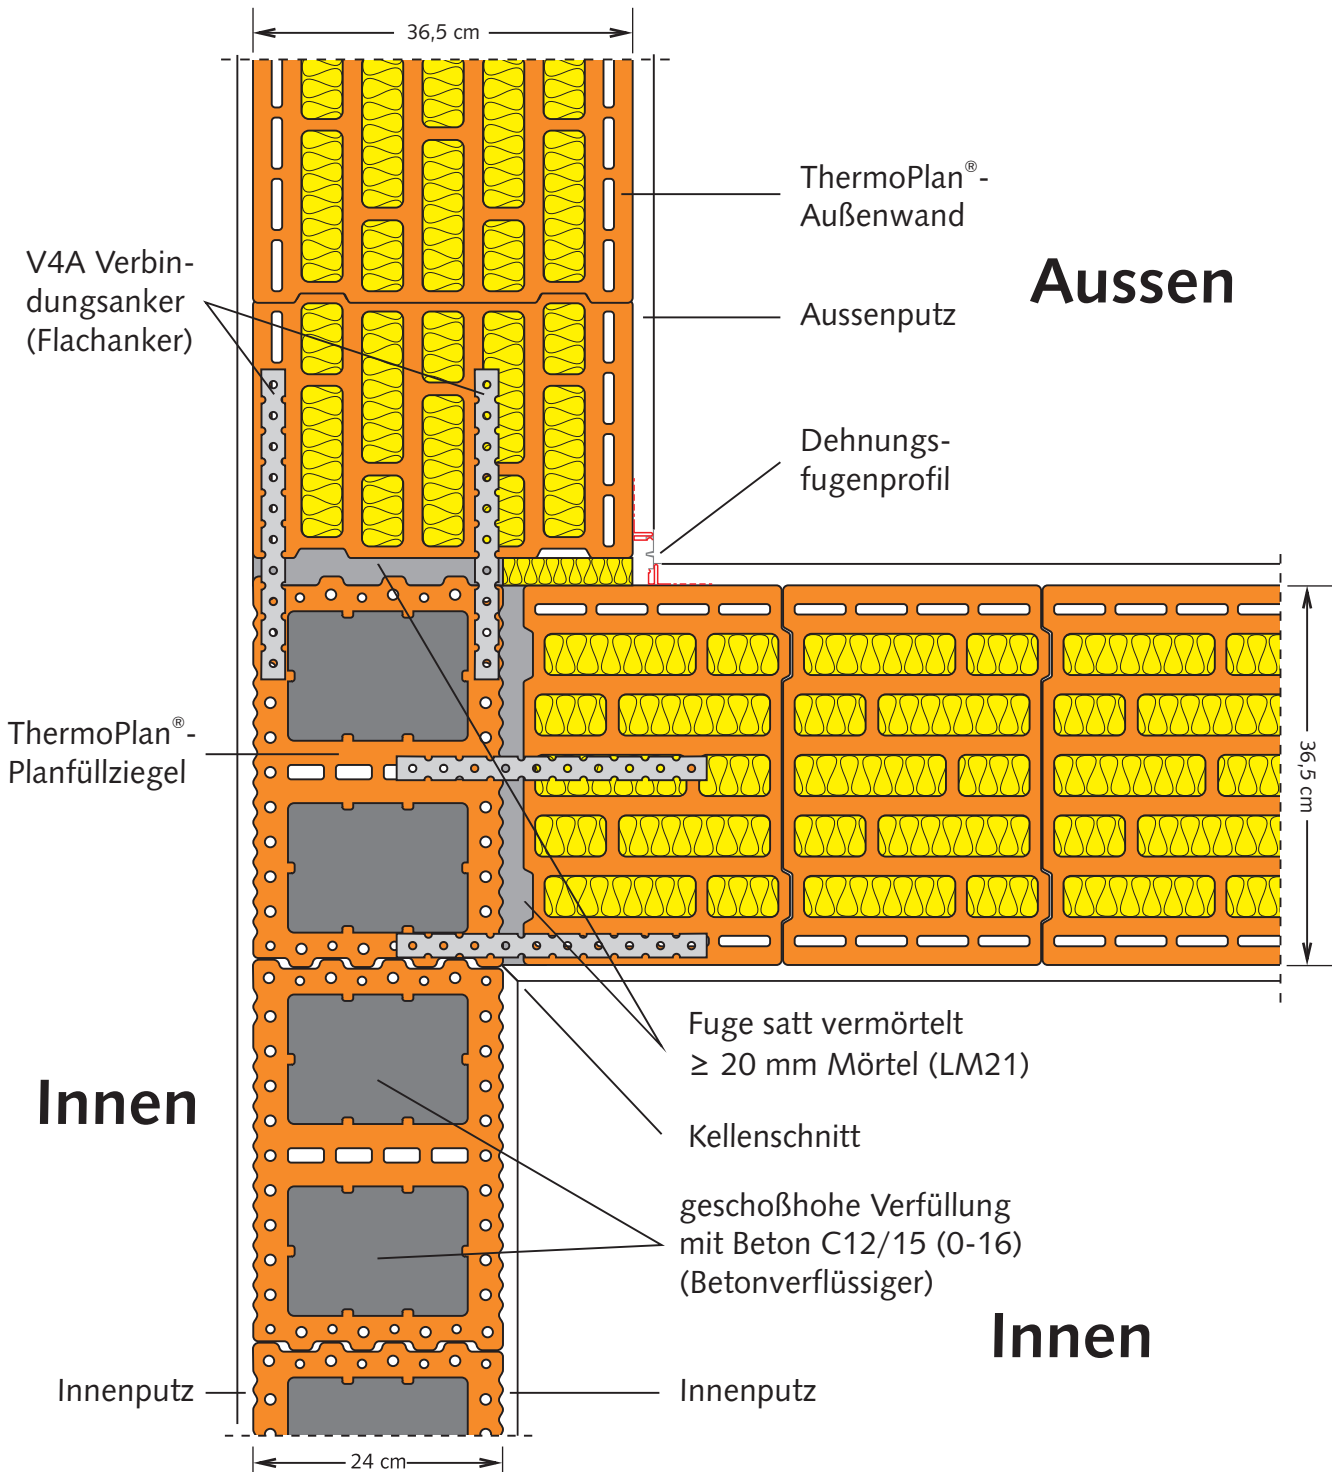 36,5 cm
ThermoPlan®-
Außenwand
Aussen
V4A Verbin-
dungsanker
(Flachanker)
Aussenputz
Dehnungs-
fugenprofil
ThermoPlan®-
Planfüllziegel
36,5 cm
Fuge satt vermörtelt
≥ 20 mm Mörtel (LM21)
Innen
Kellenschnitt
geschoßhohe Verfüllung
mit Beton C12/15 (0-16)
(Betonverflüssiger)
Innen
Innenputz
Innenputz
24 cm